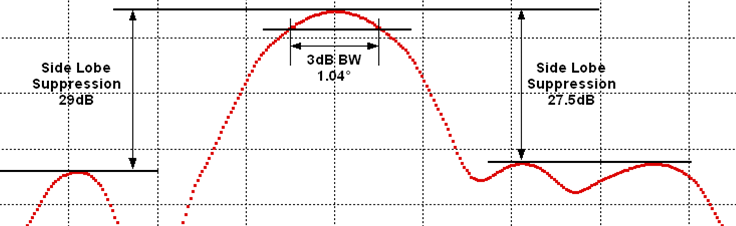 Side Lobe
Suppression
29dB
3dB BW
1.04°
Side Lobe
Suppression
27.5dB